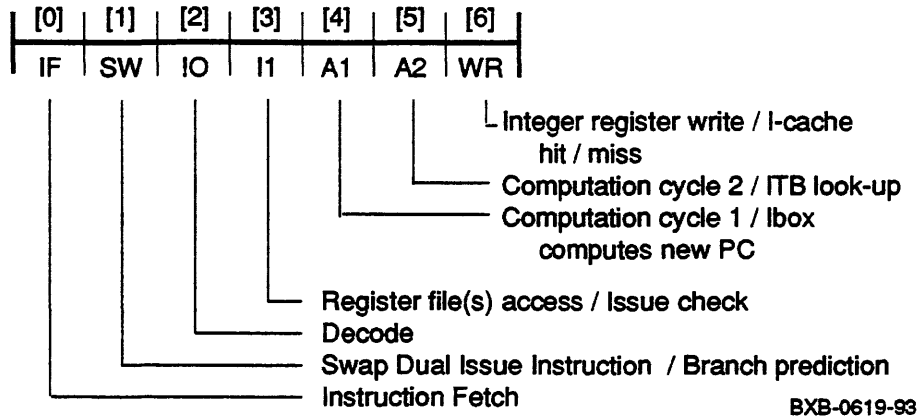 [0] [1] [2] [3] [4] [5] [6]
IF SW I0 I1 A1 A2 WR
Integer register write / I-cache
hit / miss
Computation cycle 2 / ITB look-up
Computation cycle 1 / Ibox
computes new PC
Register file(s) access / Issue check
Decode
Swap Dual Issue Instruction / Branch prediction
Instruction Fetch
BXB-0619-93